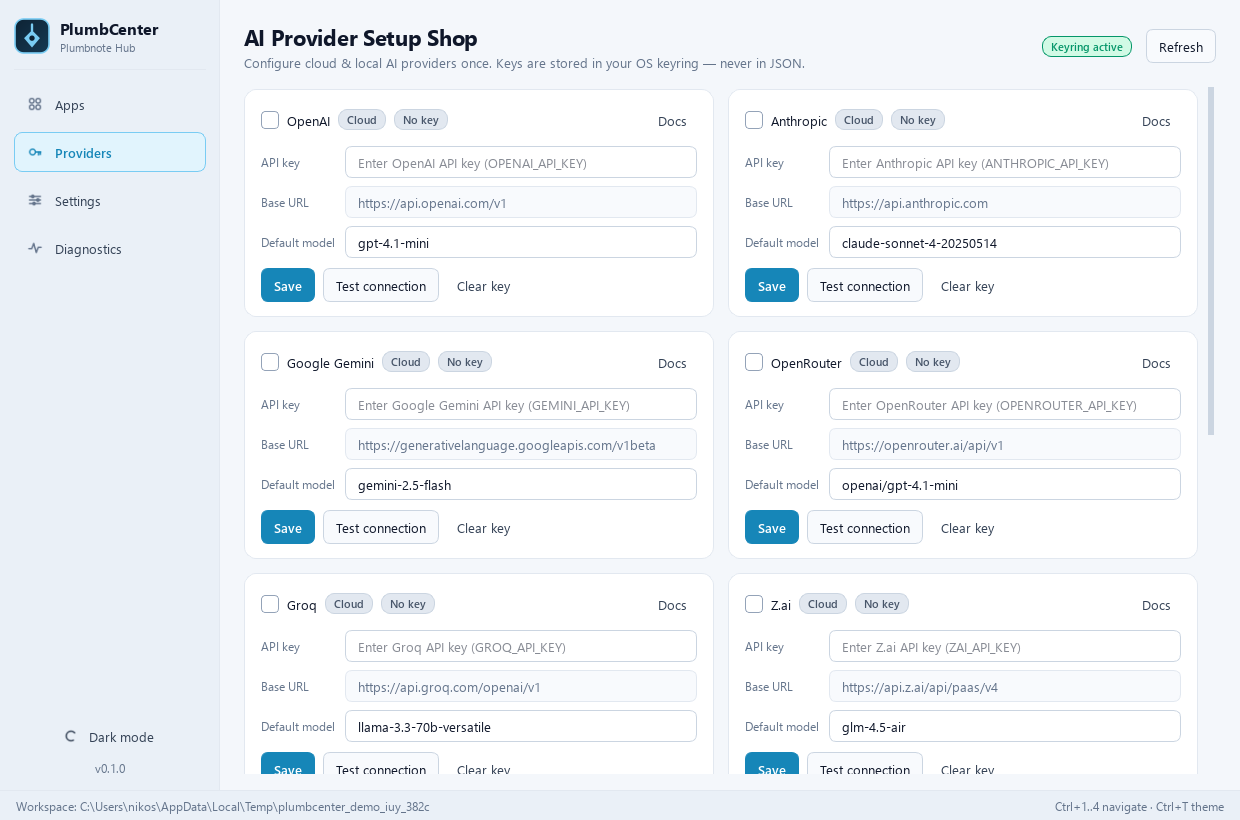 PlumbCenter
Plumbnote Hub
Apps
Providers
Settings
Diagnostics
Dark mode
v0.1.0
AI Provider Setup Shop
Configure cloud & local AI providers once. Keys are stored in your OS keyring — never in JSON.
Keyring active
Refresh
OpenAI Cloud No key Docs
API key Enter OpenAI API key (OPENAI_API_KEY)
Base URL https://api.openai.com/v1
Default model gpt-4.1-mini
Save Test connection Clear key
Anthropic Cloud No key Docs
API key Enter Anthropic API key (ANTHROPIC_API_KEY)
Base URL https://api.anthropic.com
Default model claude-sonnet-4-20250514
Save Test connection Clear key
Google Gemini Cloud No key Docs
API key Enter Google Gemini API key (GEMINI_API_KEY)
Base URL https://generativelanguage.googleapis.com/v1beta
Default model gemini-2.5-flash
Save Test connection Clear key
OpenRouter Cloud No key Docs
API key Enter OpenRouter API key (OPENROUTER_API_KEY)
Base URL https://openrouter.ai/api/v1
Default model openai/gpt-4.1-mini
Save Test connection Clear key
Groq Cloud No key Docs
API key Enter Groq API key (GROQ_API_KEY)
Base URL https://api.groq.com/openai/v1
Default model llama-3.3-70b-versatile
Save Test connection Clear key
Z.ai Cloud No key Docs
API key Enter Z.ai API key (ZAI_API_KEY)
Base URL https://api.z.ai/api/paas/v4
Default model glm-4.5-air
Save Test connection Clear key
Workspace: C:\Users\nikos\AppData\Local\Temp\plumbcenter_demo_iuy_382c
Ctrl+1..4 navigate · Ctrl+T theme